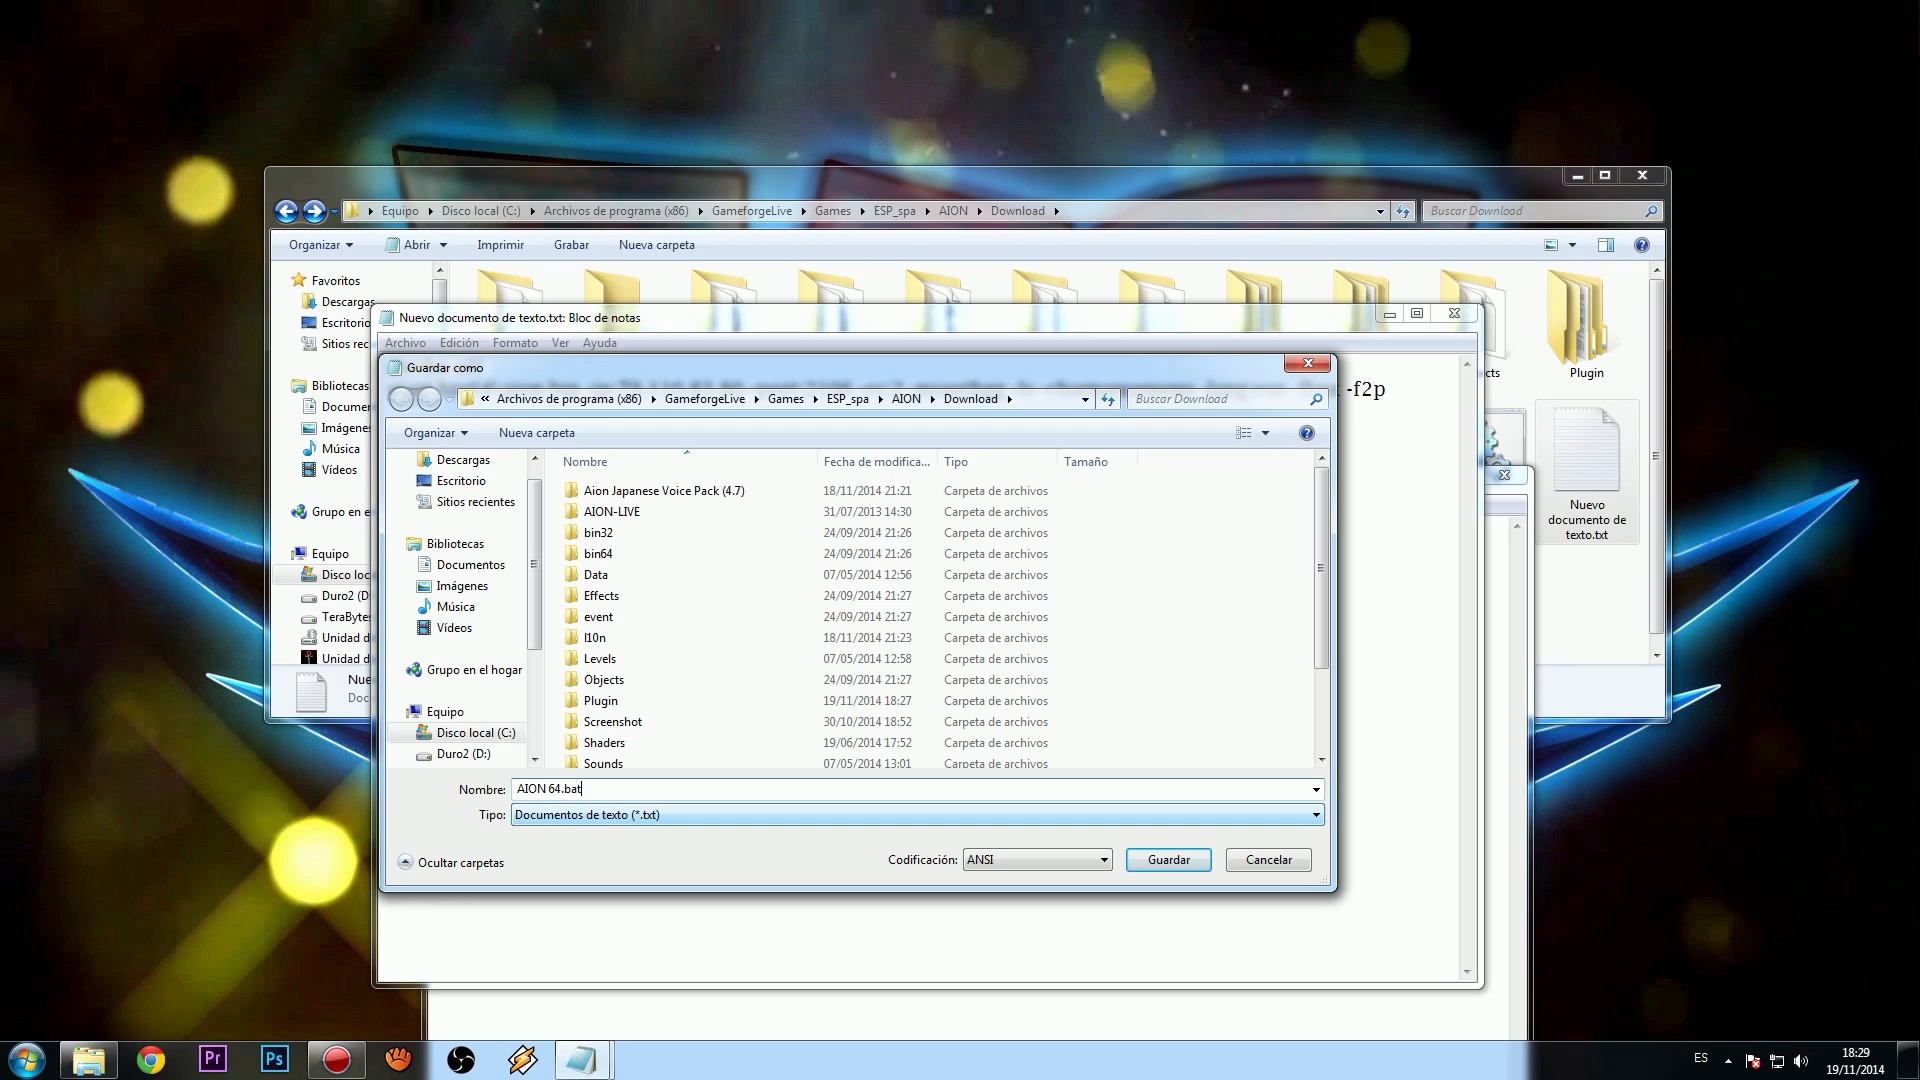 Equipo Disco local (C:) Archivos de programa (x86) GameforgeLive Games ESP_spa AION Download Buscar Download
Organizar Abrir Imprimir Grabar Nueva carpeta
Favoritos
Descargas
Escritorio
Sitios rec
Bibliotecas
Documen
Imágenes
Música
Vídeos
Grupo en e
Equipo
Disco loc
Duro2 (D:
TeraBytes
Unidad d
Unidad d
Nue
Doc
cts
Plugin
Nuevo
documento de
texto.txt
Nuevo documento de texto.txt: Bloc de notas
Archivo Edición Formato Ver Ayuda
-f2p
Guardar como
« Archivos de programa (x86) GameforgeLive Games ESP_spa AION Download Buscar Download
Organizar Nueva carpeta
Descargas
Escritorio
Sitios recientes
Bibliotecas
Documentos
Imágenes
Música
Vídeos
Grupo en el hogar
Equipo
Disco local (C:)
Duro2 (D:)
Nombre Fecha de modifica... Tipo Tamaño
Aion Japanese Voice Pack (4.7) 18/11/2014 21:21 Carpeta de archivos
AION-LIVE 31/07/2013 14:30 Carpeta de archivos
bin32 24/09/2014 21:26 Carpeta de archivos
bin64 24/09/2014 21:26 Carpeta de archivos
Data 07/05/2014 12:56 Carpeta de archivos
Effects 24/09/2014 21:27 Carpeta de archivos
event 24/09/2014 21:27 Carpeta de archivos
l10n 18/11/2014 21:23 Carpeta de archivos
Levels 07/05/2014 12:58 Carpeta de archivos
Objects 24/09/2014 21:27 Carpeta de archivos
Plugin 19/11/2014 18:27 Carpeta de archivos
Screenshot 30/10/2014 18:52 Carpeta de archivos
Shaders 19/06/2014 17:52 Carpeta de archivos
Sounds 07/05/2014 13:01 Carpeta de archivos
Nombre: AION 64.bat
Tipo: Documentos de texto (*.txt)
Ocultar carpetas Codificación: ANSI Guardar Cancelar
Pr Ps ES 18:29
19/11/2014